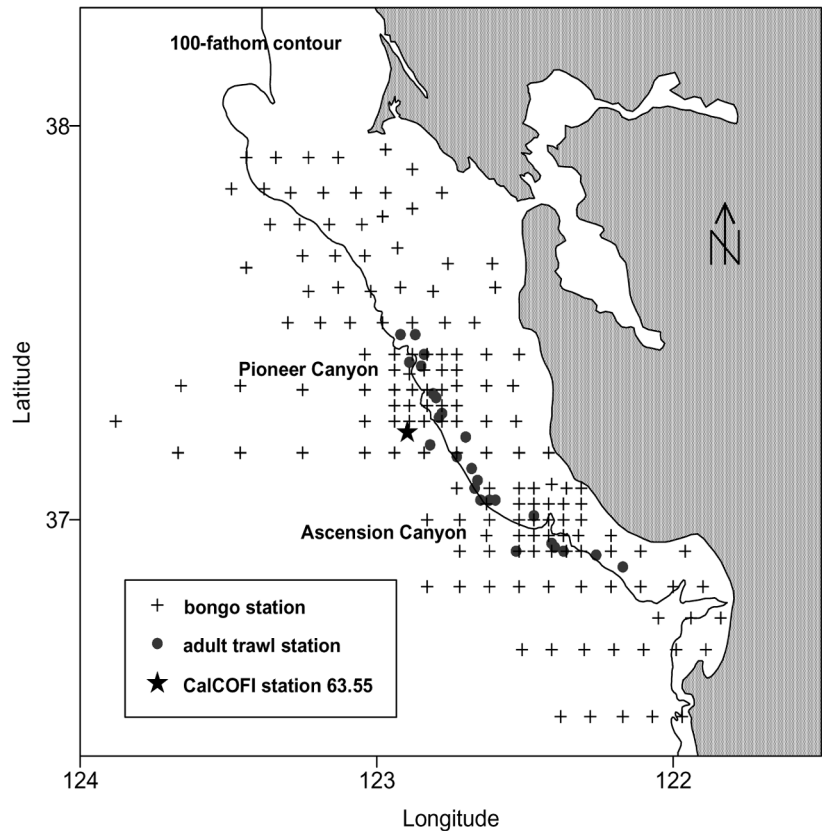 100-fathom contour
38
N
Latitude
Pioneer Canyon
37
Ascension Canyon
bongo station
adult trawl station
CalCOFI station 63.55
124
123
122
Longitude